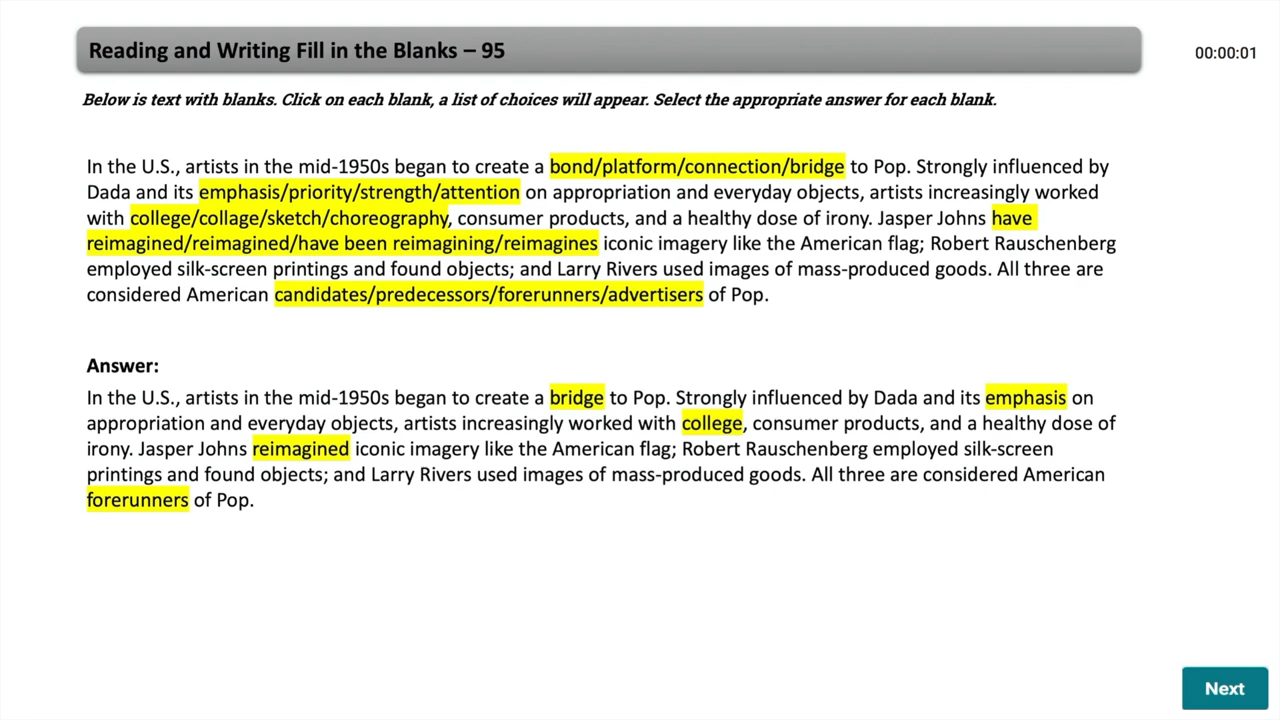 Reading and Writing Fill in the Blanks – 95
00:00:01
Below is text with blanks. Click on each blank, a list of choices will appear. Select the appropriate answer for each blank.
In the U.S., artists in the mid-1950s began to create a bond/platform/connection/bridge to Pop. Strongly influenced by
Dada and its emphasis/priority/strength/attention on appropriation and everyday objects, artists increasingly worked
with college/collage/sketch/choreography, consumer products, and a healthy dose of irony. Jasper Johns have
reimagined/reimagined/have been reimagining/reimagines iconic imagery like the American flag; Robert Rauschenberg
employed silk-screen printings and found objects; and Larry Rivers used images of mass-produced goods. All three are
considered American candidates/predecessors/forerunners/advertisers of Pop.
Answer:
In the U.S., artists in the mid-1950s began to create a bridge to Pop. Strongly influenced by Dada and its emphasis on
appropriation and everyday objects, artists increasingly worked with college, consumer products, and a healthy dose of
irony. Jasper Johns reimagined iconic imagery like the American flag; Robert Rauschenberg employed silk-screen
printings and found objects; and Larry Rivers used images of mass-produced goods. All three are considered American
forerunners of Pop.
Next